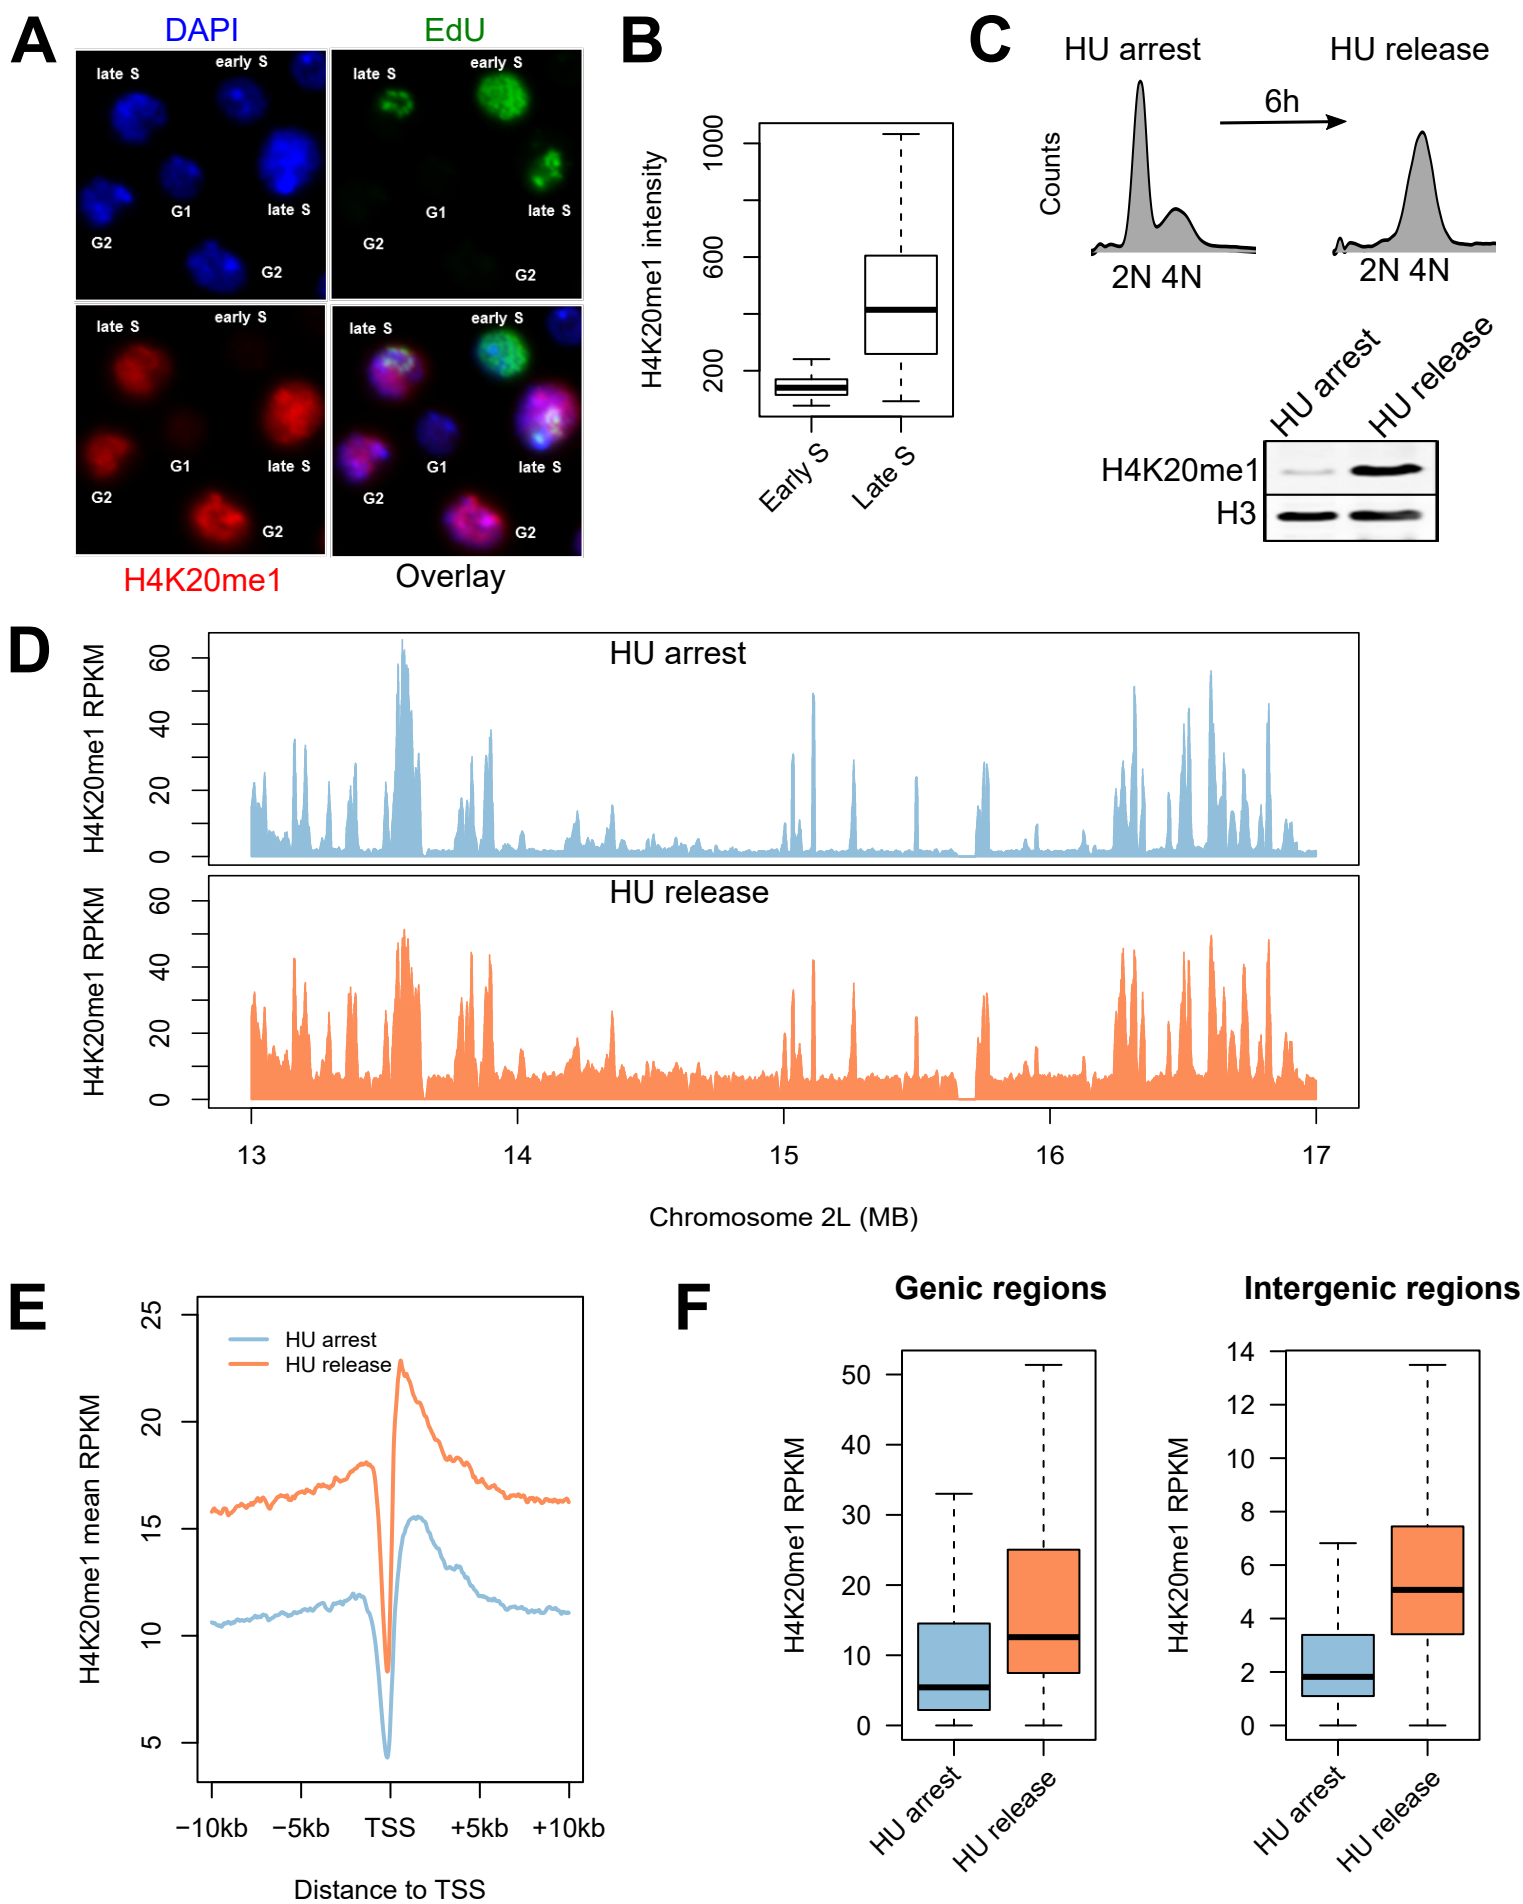 A
DAPI
EdU
late S
early S
G1
late S
G2
G2
late S
early S
G1
late S
G2
G2
late S
early S
G1
late S
G2
G2
late S
early S
G1
late S
G2
G2
H4K20me1
Overlay
B
H4K20me1 intensity
1000
600
200
Early S
Late S
C
HU arrest
HU release
6h
Counts
2N 4N
2N 4N
HU arrest
HU release
H4K20me1
H3
D
HU arrest
H4K20me1 RPKM
60
40
20
0
HU release
H4K20me1 RPKM
60
40
20
0
13
14
15
16
17
Chromosome 2L (MB)
E
H4K20me1 mean RPKM
25
20
15
10
5
HU arrest
HU release
−10kb
−5kb
TSS
+5kb
+10kb
Distance to TSS
F
Genic regions
H4K20me1 RPKM
50
40
30
20
10
0
HU arrest
HU release
Intergenic regions
H4K20me1 RPKM
14
12
10
8
6
4
2
0
HU arrest
HU release